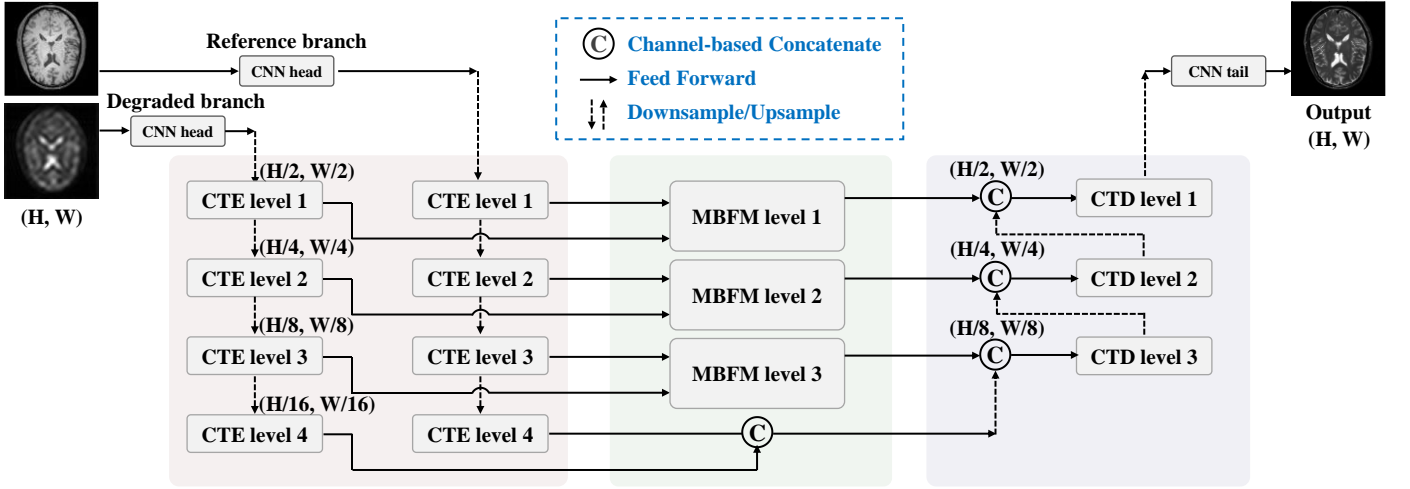 Reference branch
CNN head
Degraded branch
CNN head
(H, W)
C Channel-based Concatenate
Feed Forward
Downsample/Upsample
CNN tail
Output
(H, W)
(H/2, W/2)
CTE level 1
CTE level 1
MBFM level 1
(H/2, W/2)
C
CTD level 1
(H/4, W/4)
CTE level 2
CTE level 2
MBFM level 2
(H/4, W/4)
C
CTD level 2
(H/8, W/8)
CTE level 3
CTE level 3
MBFM level 3
(H/8, W/8)
C
CTD level 3
(H/16, W/16)
CTE level 4
CTE level 4
C